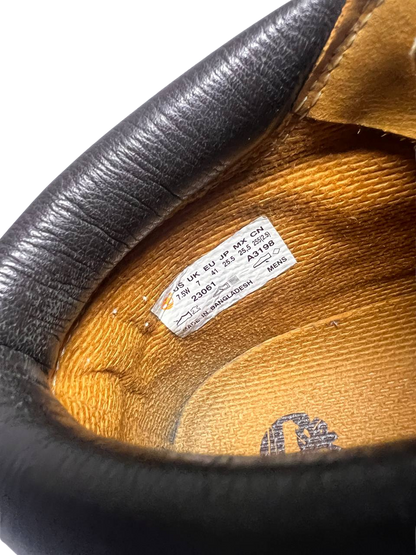 US UK EU JP MX CN
7.5W 7 41 25.5 25.5 255(2.5)
23061 A3198
MENS
MADE IN BANGLADESH